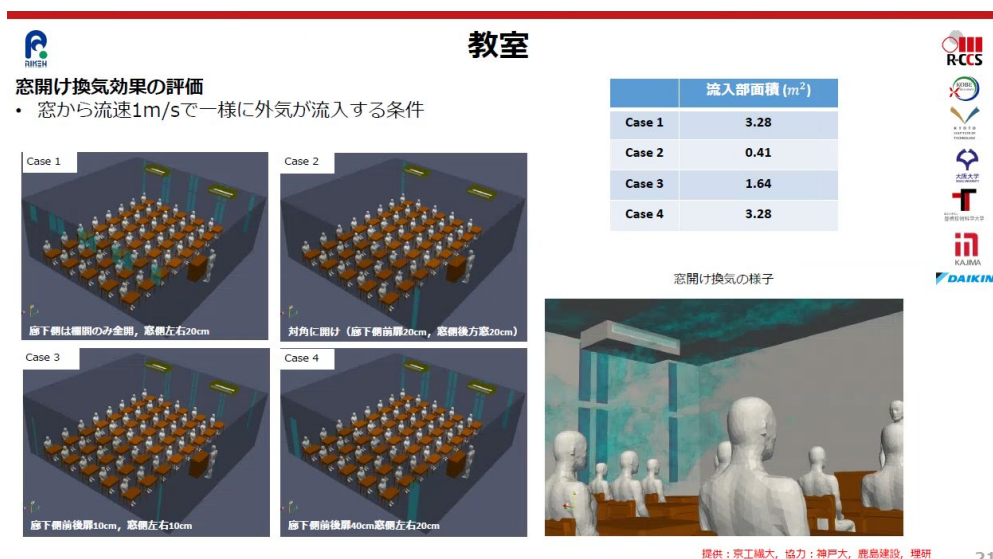 教室
RIKEN
R-CCS
窓開け換気効果の評価
• 窓から流速1m/sで一様に外気が流入する条件
流入部面積 (m²)
Case 1 3.28
Case 2 0.41
Case 3 1.64
Case 4 3.28
Case 1
廊下側は欄間のみ全開，窓側左右20cm
Case 2
対角に開け（廊下側前扉20cm，窓側後方窓20cm）
Case 3
廊下側前後扉10cm，窓側左右10cm
Case 4
廊下側前後扉40cm窓側左右20cm
窓開け換気の様子
KOBE
KYOTO
大阪大学
KAJIMA
DAIKIN
提供：京工繊大，協力：神戸大，鹿島建設，理研